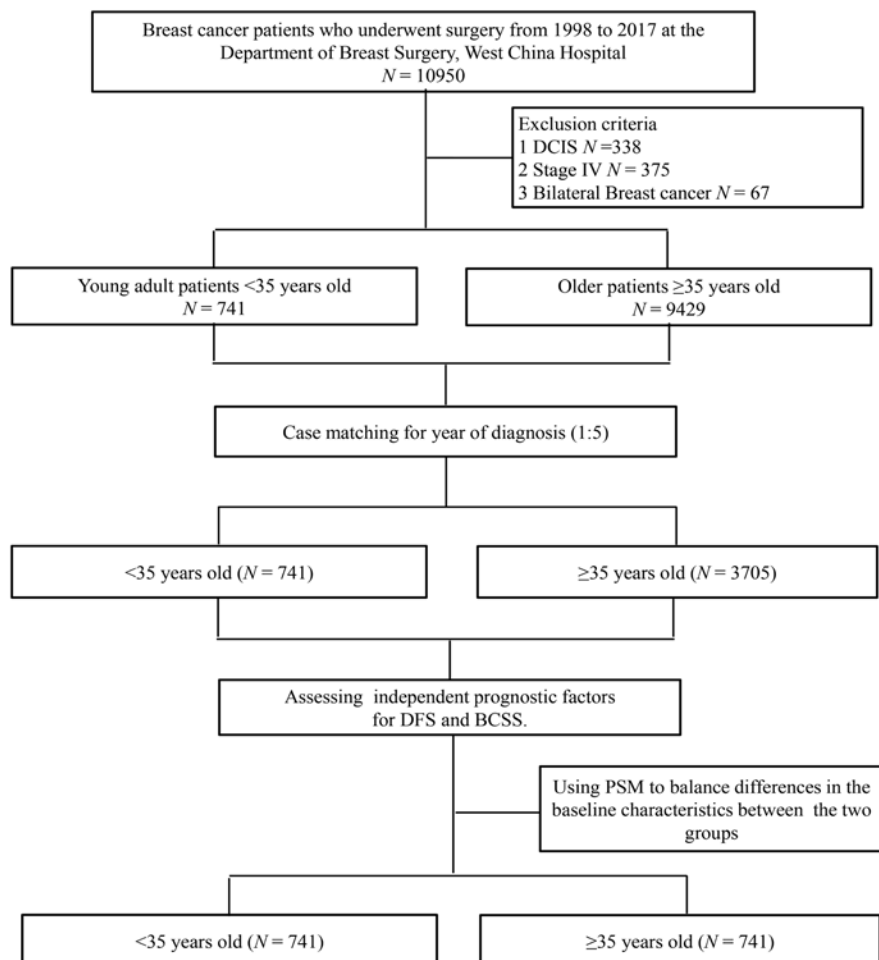 Breast cancer patients who underwent surgery from 1998 to 2017 at the
Department of Breast Surgery, West China Hospital
N = 10950
Exclusion criteria
1 DCIS N =338
2 Stage IV N = 375
3 Bilateral Breast cancer N = 67
Young adult patients <35 years old
N = 741
Older patients ≥35 years old
N = 9429
Case matching for year of diagnosis (1:5)
<35 years old (N = 741)
≥35 years old (N = 3705)
Assessing independent prognostic factors
for DFS and BCSS.
Using PSM to balance differences in the
baseline characteristics between the two
groups
<35 years old (N = 741)
≥35 years old (N = 741)